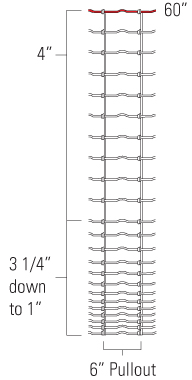 60”
4”
3 1/4”
down
to 1”
6” Pullout